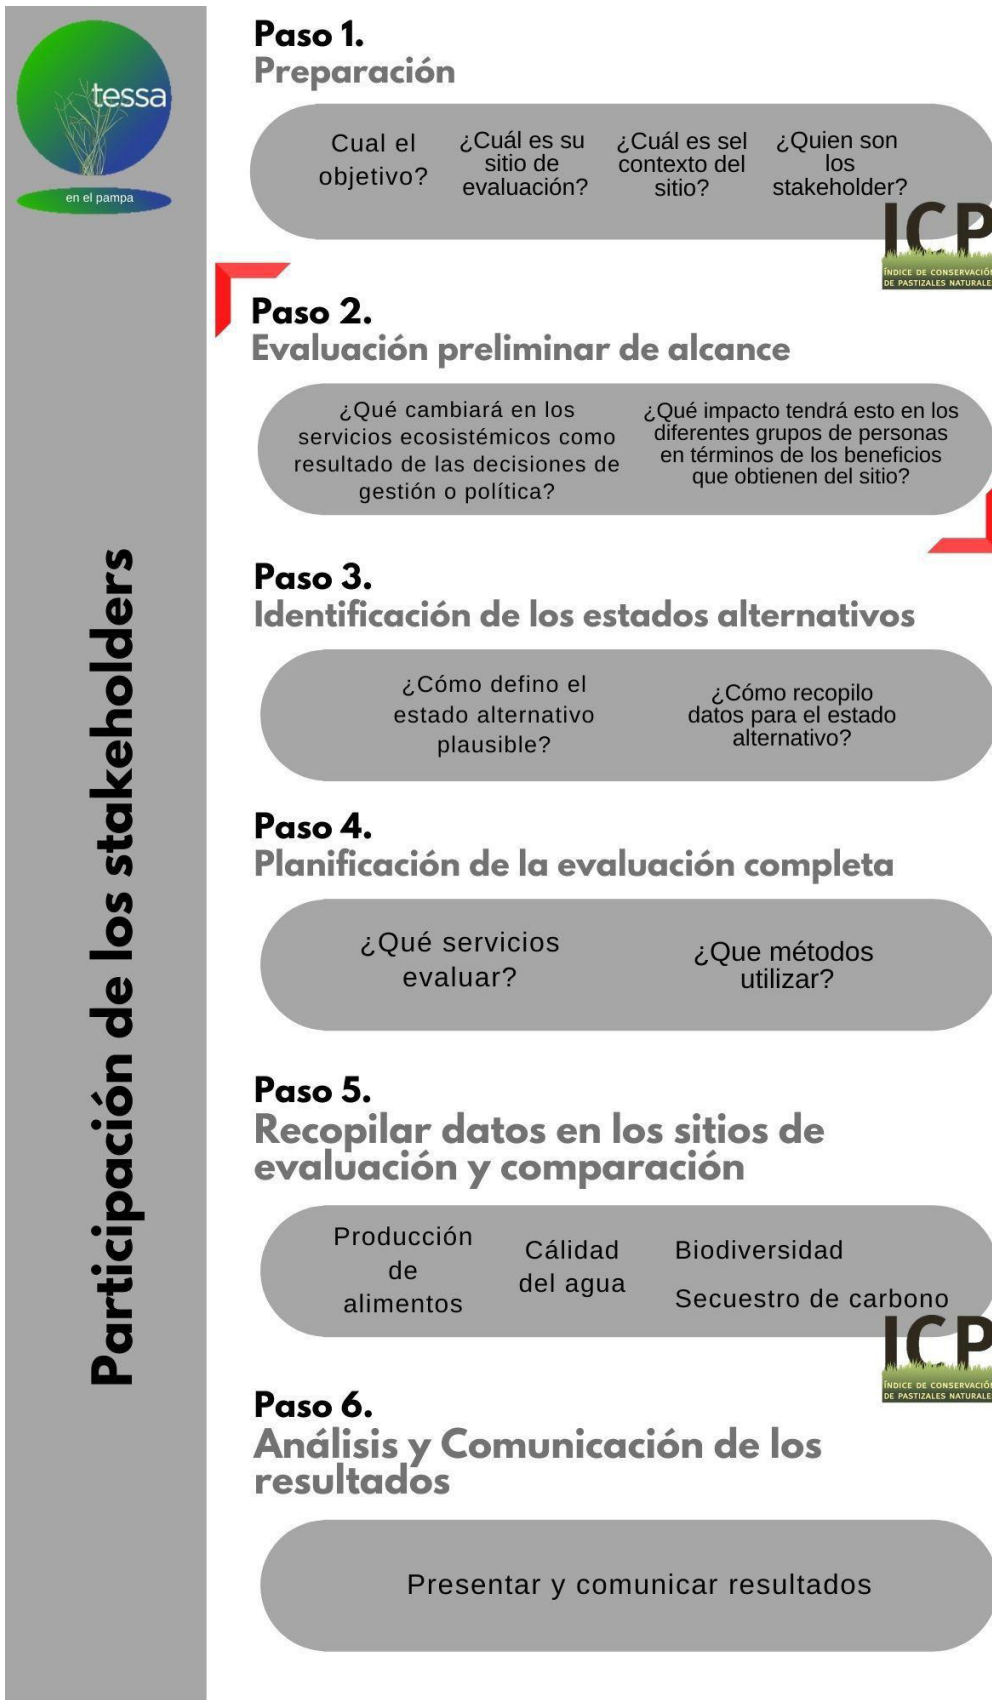 tessa
en el pampa
Participación de los stakeholders
Paso 1.
Preparación
Cual el
objetivo?
¿Cuál es su
sitio de
evaluación?
¿Cuál es sel
contexto del
sitio?
¿Quien son
los
stakeholder?
ICP
ÍNDICE DE CONSERVACIÓ
DE PASTIZALES NATURALE
Paso 2.
Evaluación preliminar de alcance
¿Qué cambiará en los
servicios ecosistémicos como
resultado de las decisiones de
gestión o política?
¿Qué impacto tendrá esto en los
diferentes grupos de personas
en términos de los beneficios
que obtienen del sitio?
Paso 3.
Identificación de los estados alternativos
¿Cómo defino el
estado alternativo
plausible?
¿Cómo recopilo
datos para el estado
alternativo?
Paso 4.
Planificación de la evaluación completa
¿Qué servicios
evaluar?
¿Que métodos
utilizar?
Paso 5.
Recopilar datos en los sitios de
evaluación y comparación
Producción
de
alimentos
Cálidad
del agua
Biodiversidad
Secuestro de carbono
ICP
ÍNDICE DE CONSERVACIÓ
DE PASTIZALES NATURALE
Paso 6.
Análisis y Comunicación de los
resultados
Presentar y comunicar resultados